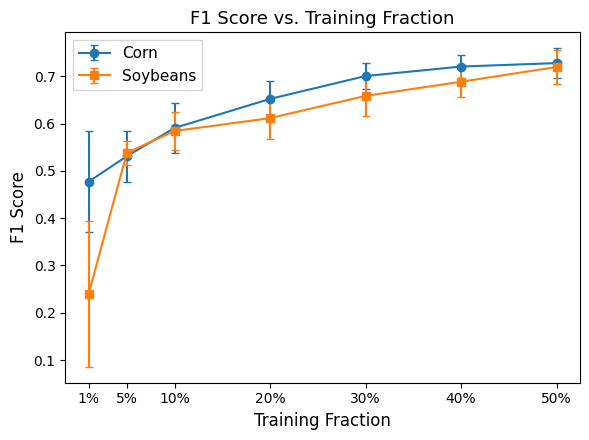 F1 Score vs. Training Fraction
Corn
Soybeans
F1 Score
0.7
0.6
0.5
0.4
0.3
0.2
0.1
1% 5% 10% 20% 30% 40% 50%
Training Fraction